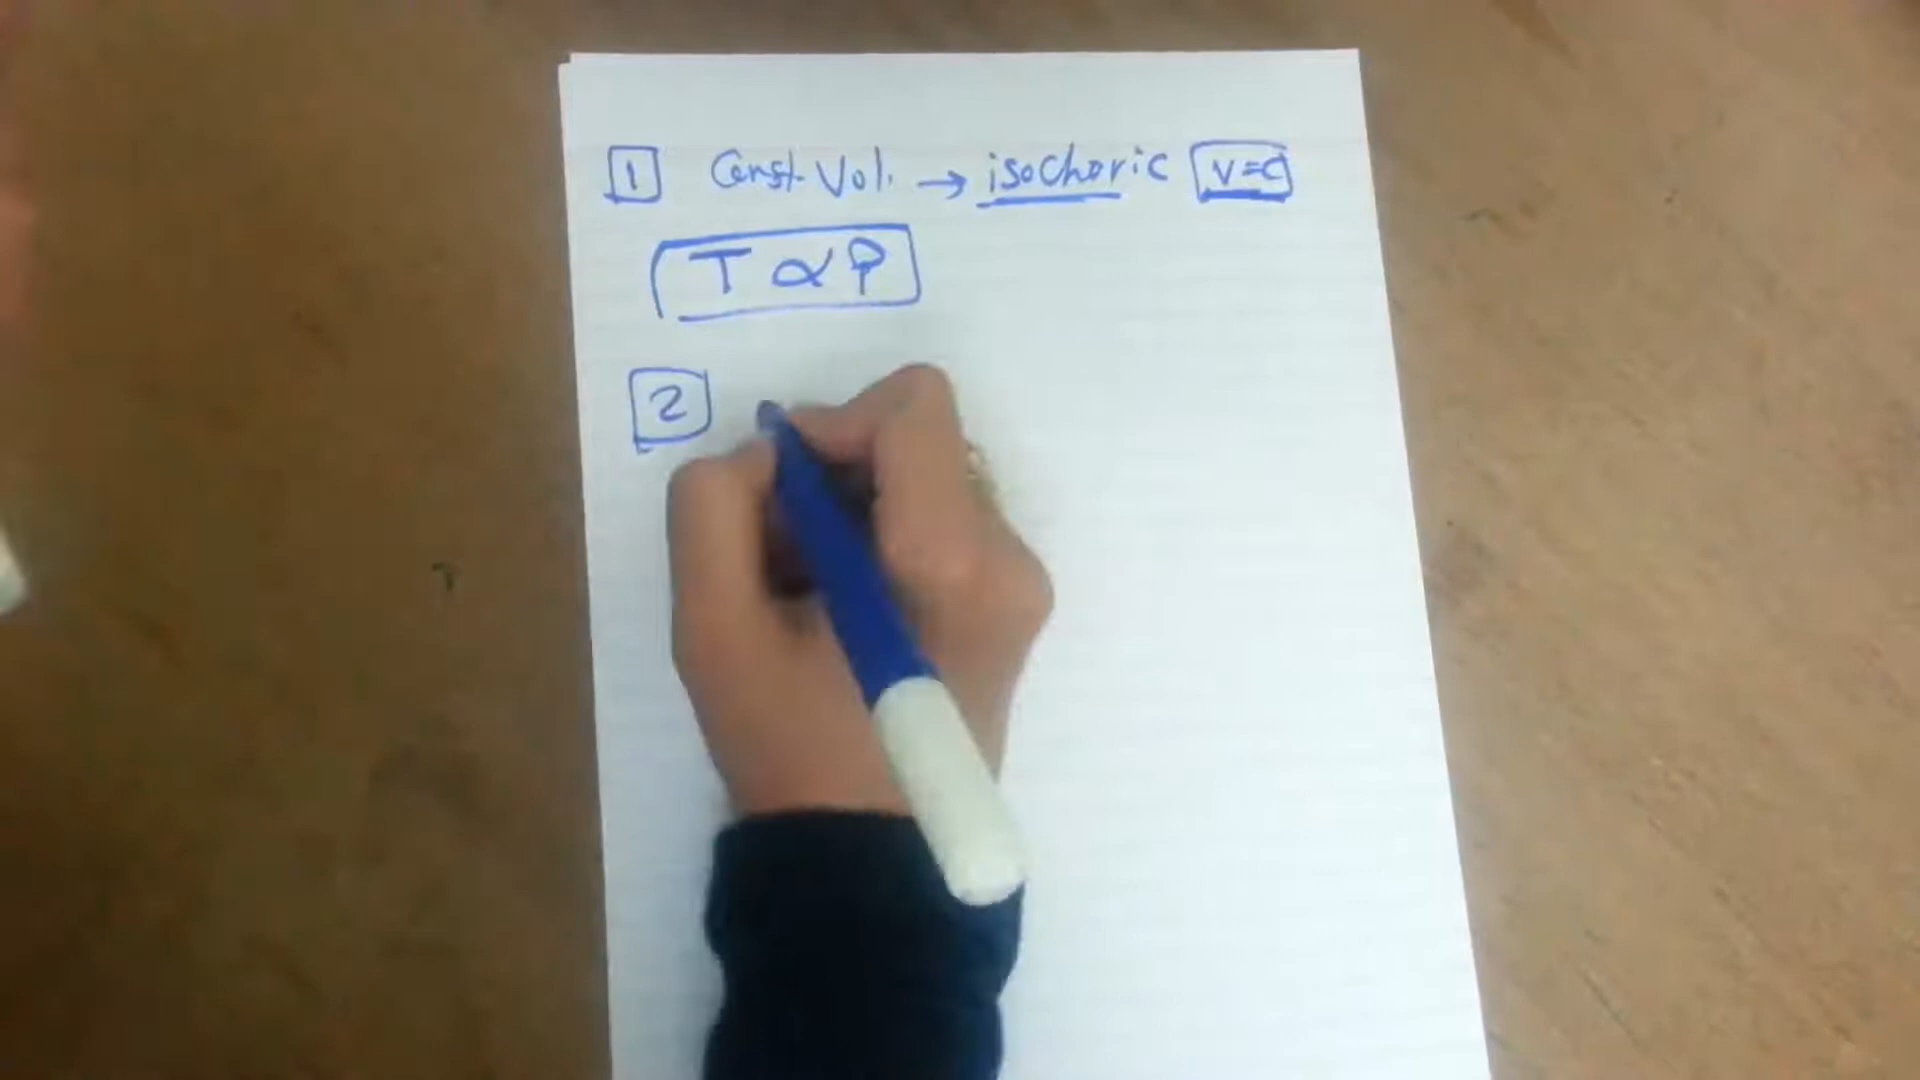 1 Const. Vol. → isochoric V=C
T ∝ P
2